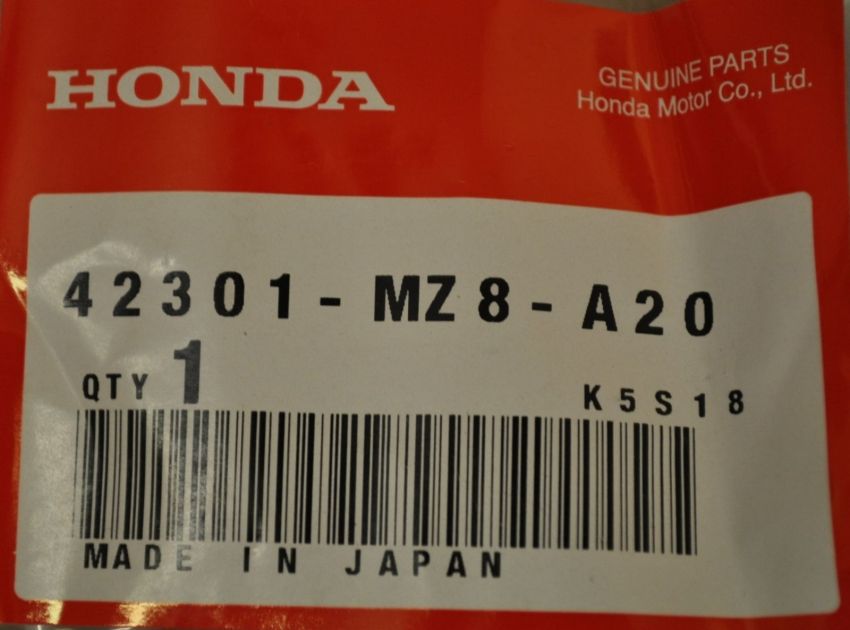 HONDA
GENUINE PARTS
Honda Motor Co., Ltd.
42301-MZ8-A20
QTY 1
K5S18
MADE IN JAPAN